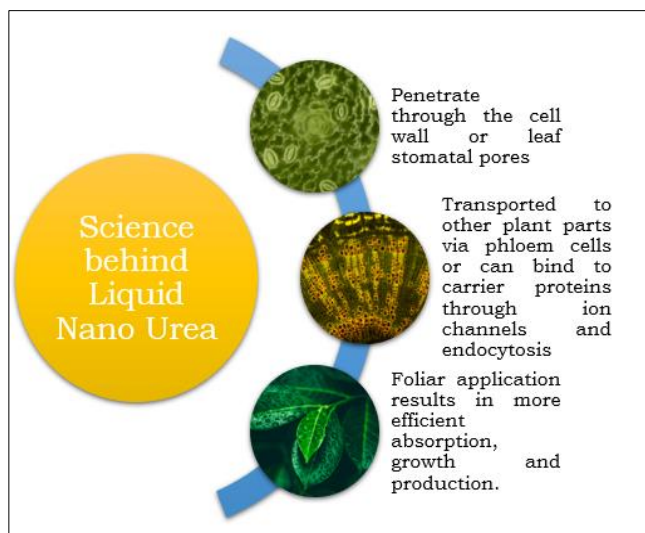 Science
behind
Liquid
Nano Urea
Penetrate
through the cell
wall or leaf
stomatal pores
Transported to
other plant parts
via phloem cells
or can bind to
carrier proteins
through ion
channels and
endocytosis
Foliar application
results in more
efficient
absorption,
growth and
production.